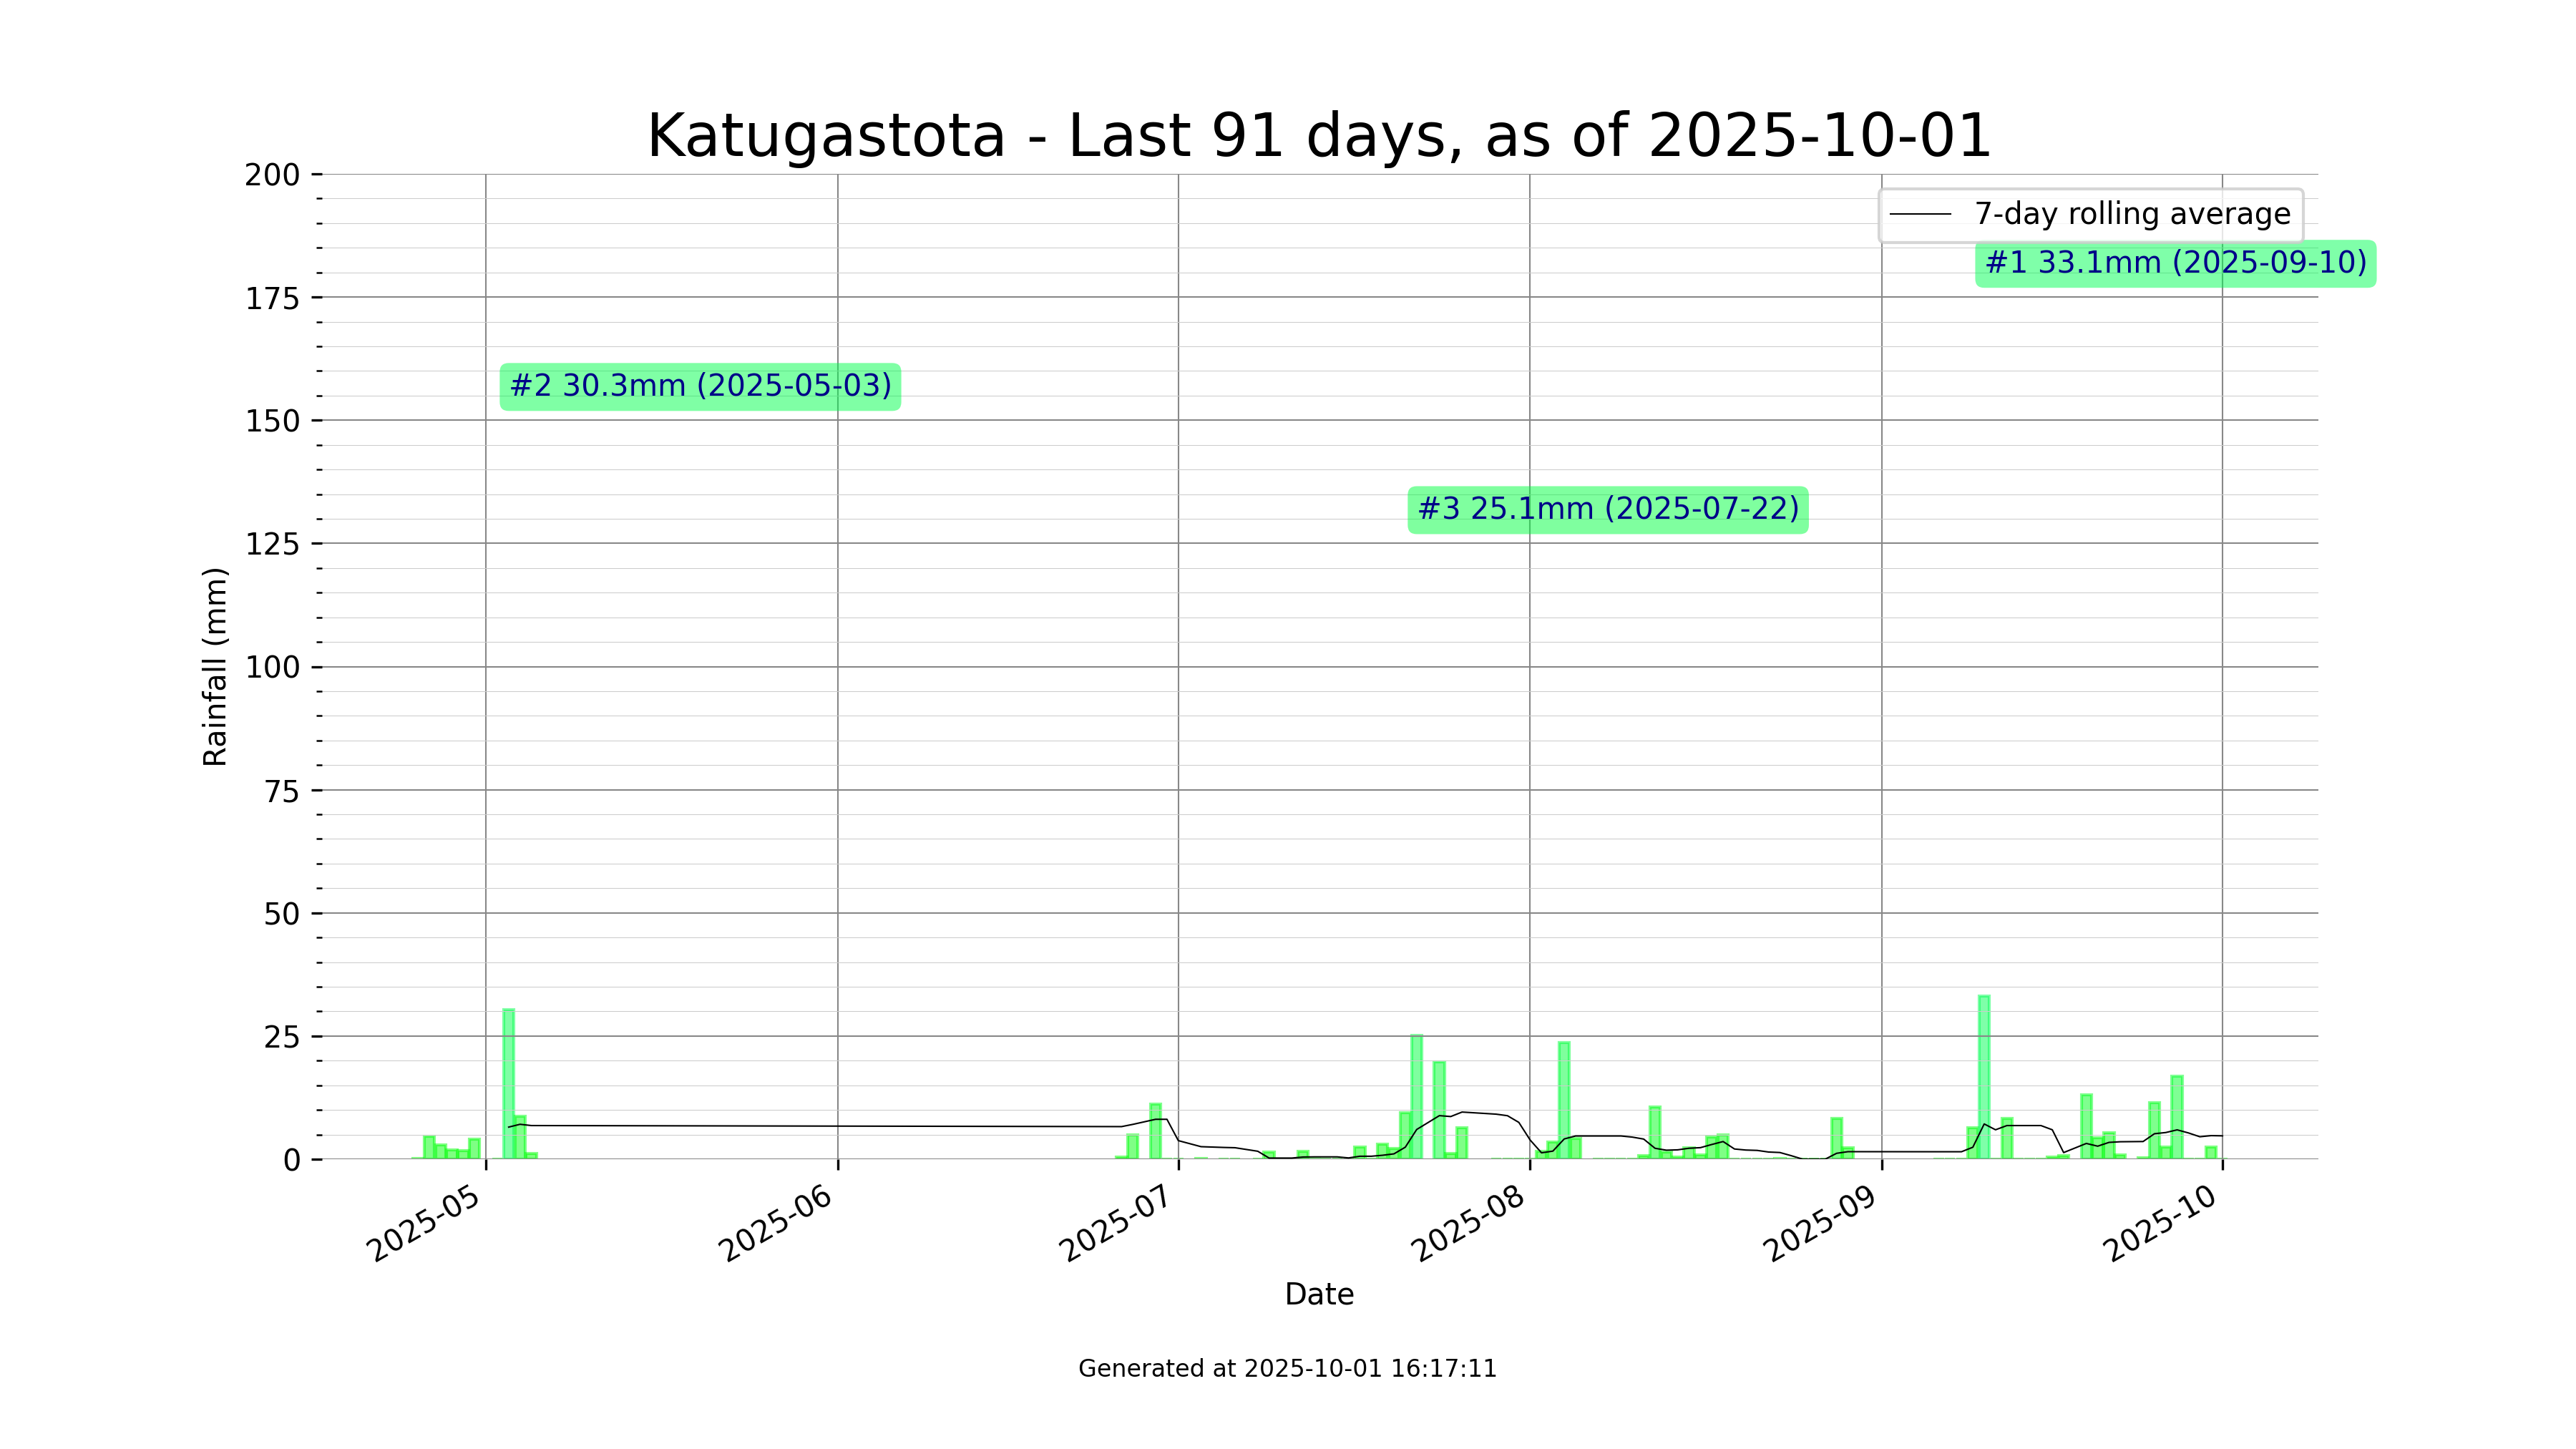 Katugastota - Last 91 days, as of 2025-10-01
200
175
150
125
100
75
50
25
0
Rainfall (mm)
7-day rolling average
#1 33.1mm (2025-09-10)
#2 30.3mm (2025-05-03)
#3 25.1mm (2025-07-22)
2025-05
2025-06
2025-07
2025-08
2025-09
2025-10
Date
Generated at 2025-10-01 16:17:11